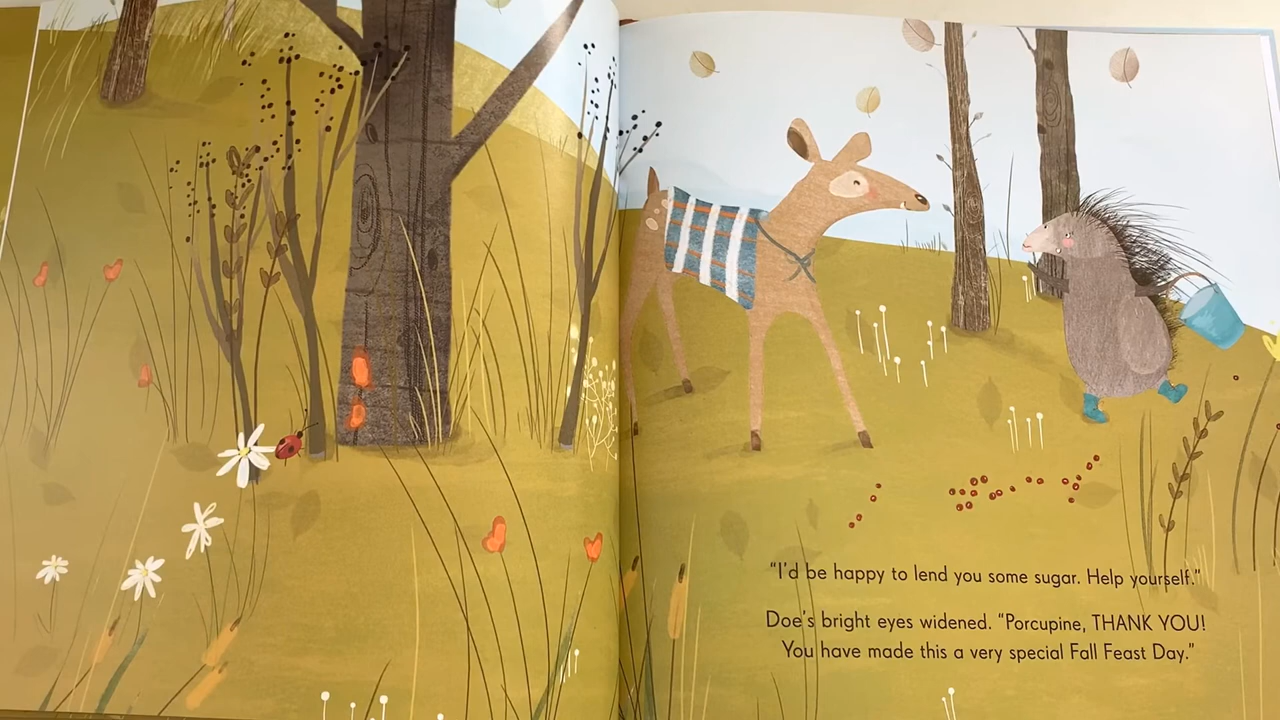 “I'd be happy to lend you some sugar. Help yourself.”
Doe's bright eyes widened. “Porcupine, THANK YOU!
You have made this a very special Fall Feast Day.”